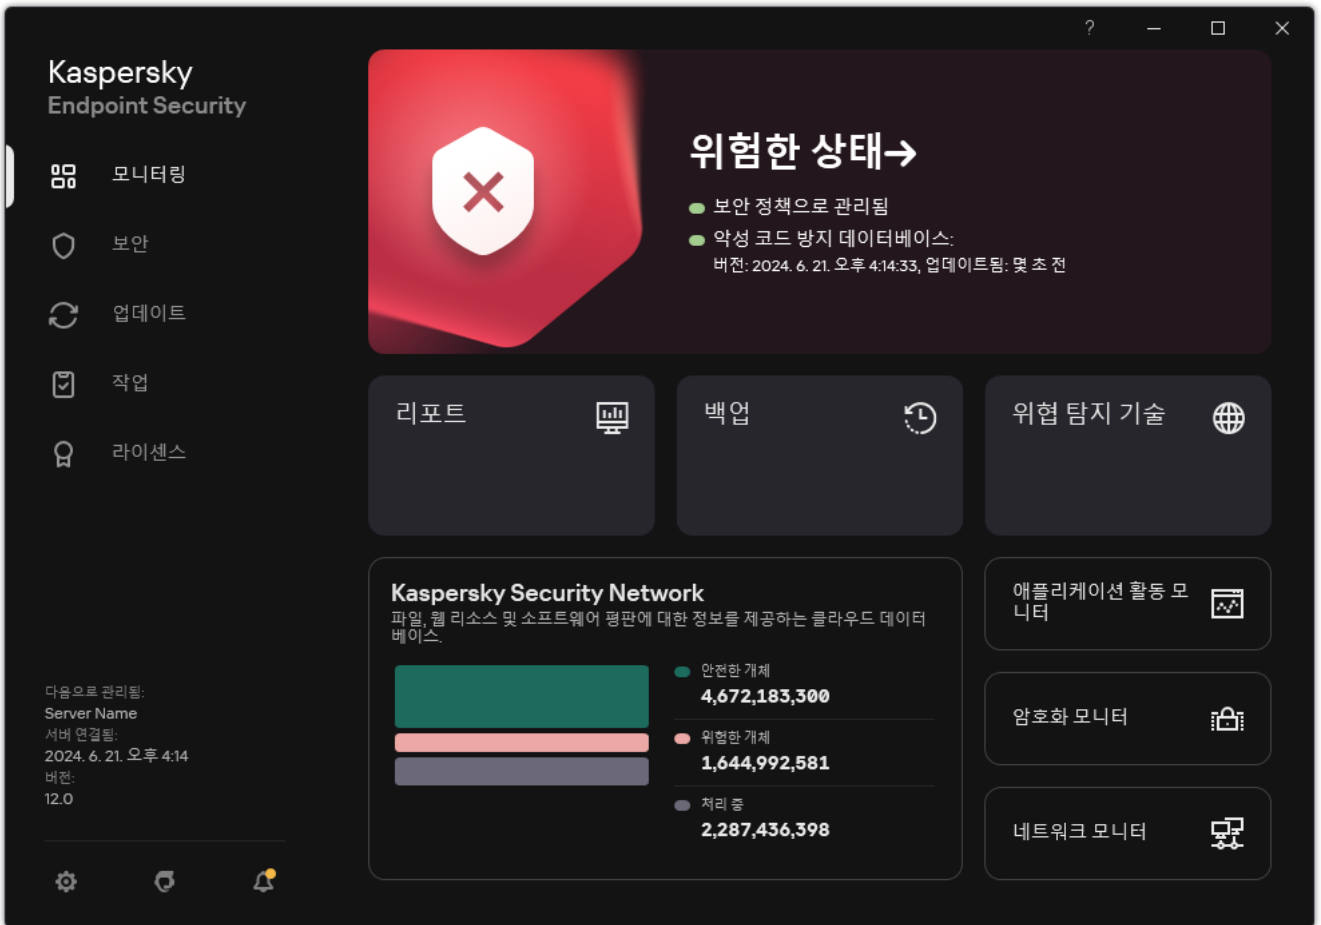 ?
Kaspersky
Endpoint Security
모니터링
보안
업데이트
작업
라이센스
다음으로 관리됨:
Server Name
서버 연결됨:
2024. 6. 21. 오후 4:14
버전:
12.0
위험한 상태→
보안 정책으로 관리됨
악성 코드 방지 데이터베이스:
버전: 2024. 6. 21. 오후 4:14:33, 업데이트됨: 몇 초 전
리포트
백업
위협 탐지 기술
Kaspersky Security Network
파일, 웹 리소스 및 소프트웨어 평판에 대한 정보를 제공하는 클라우드 데이터
베이스.
안전한 개체
4,672,183,300
위험한 개체
1,644,992,581
처리 중
2,287,436,398
애플리케이션 활동 모
니터
암호화 모니터
네트워크 모니터